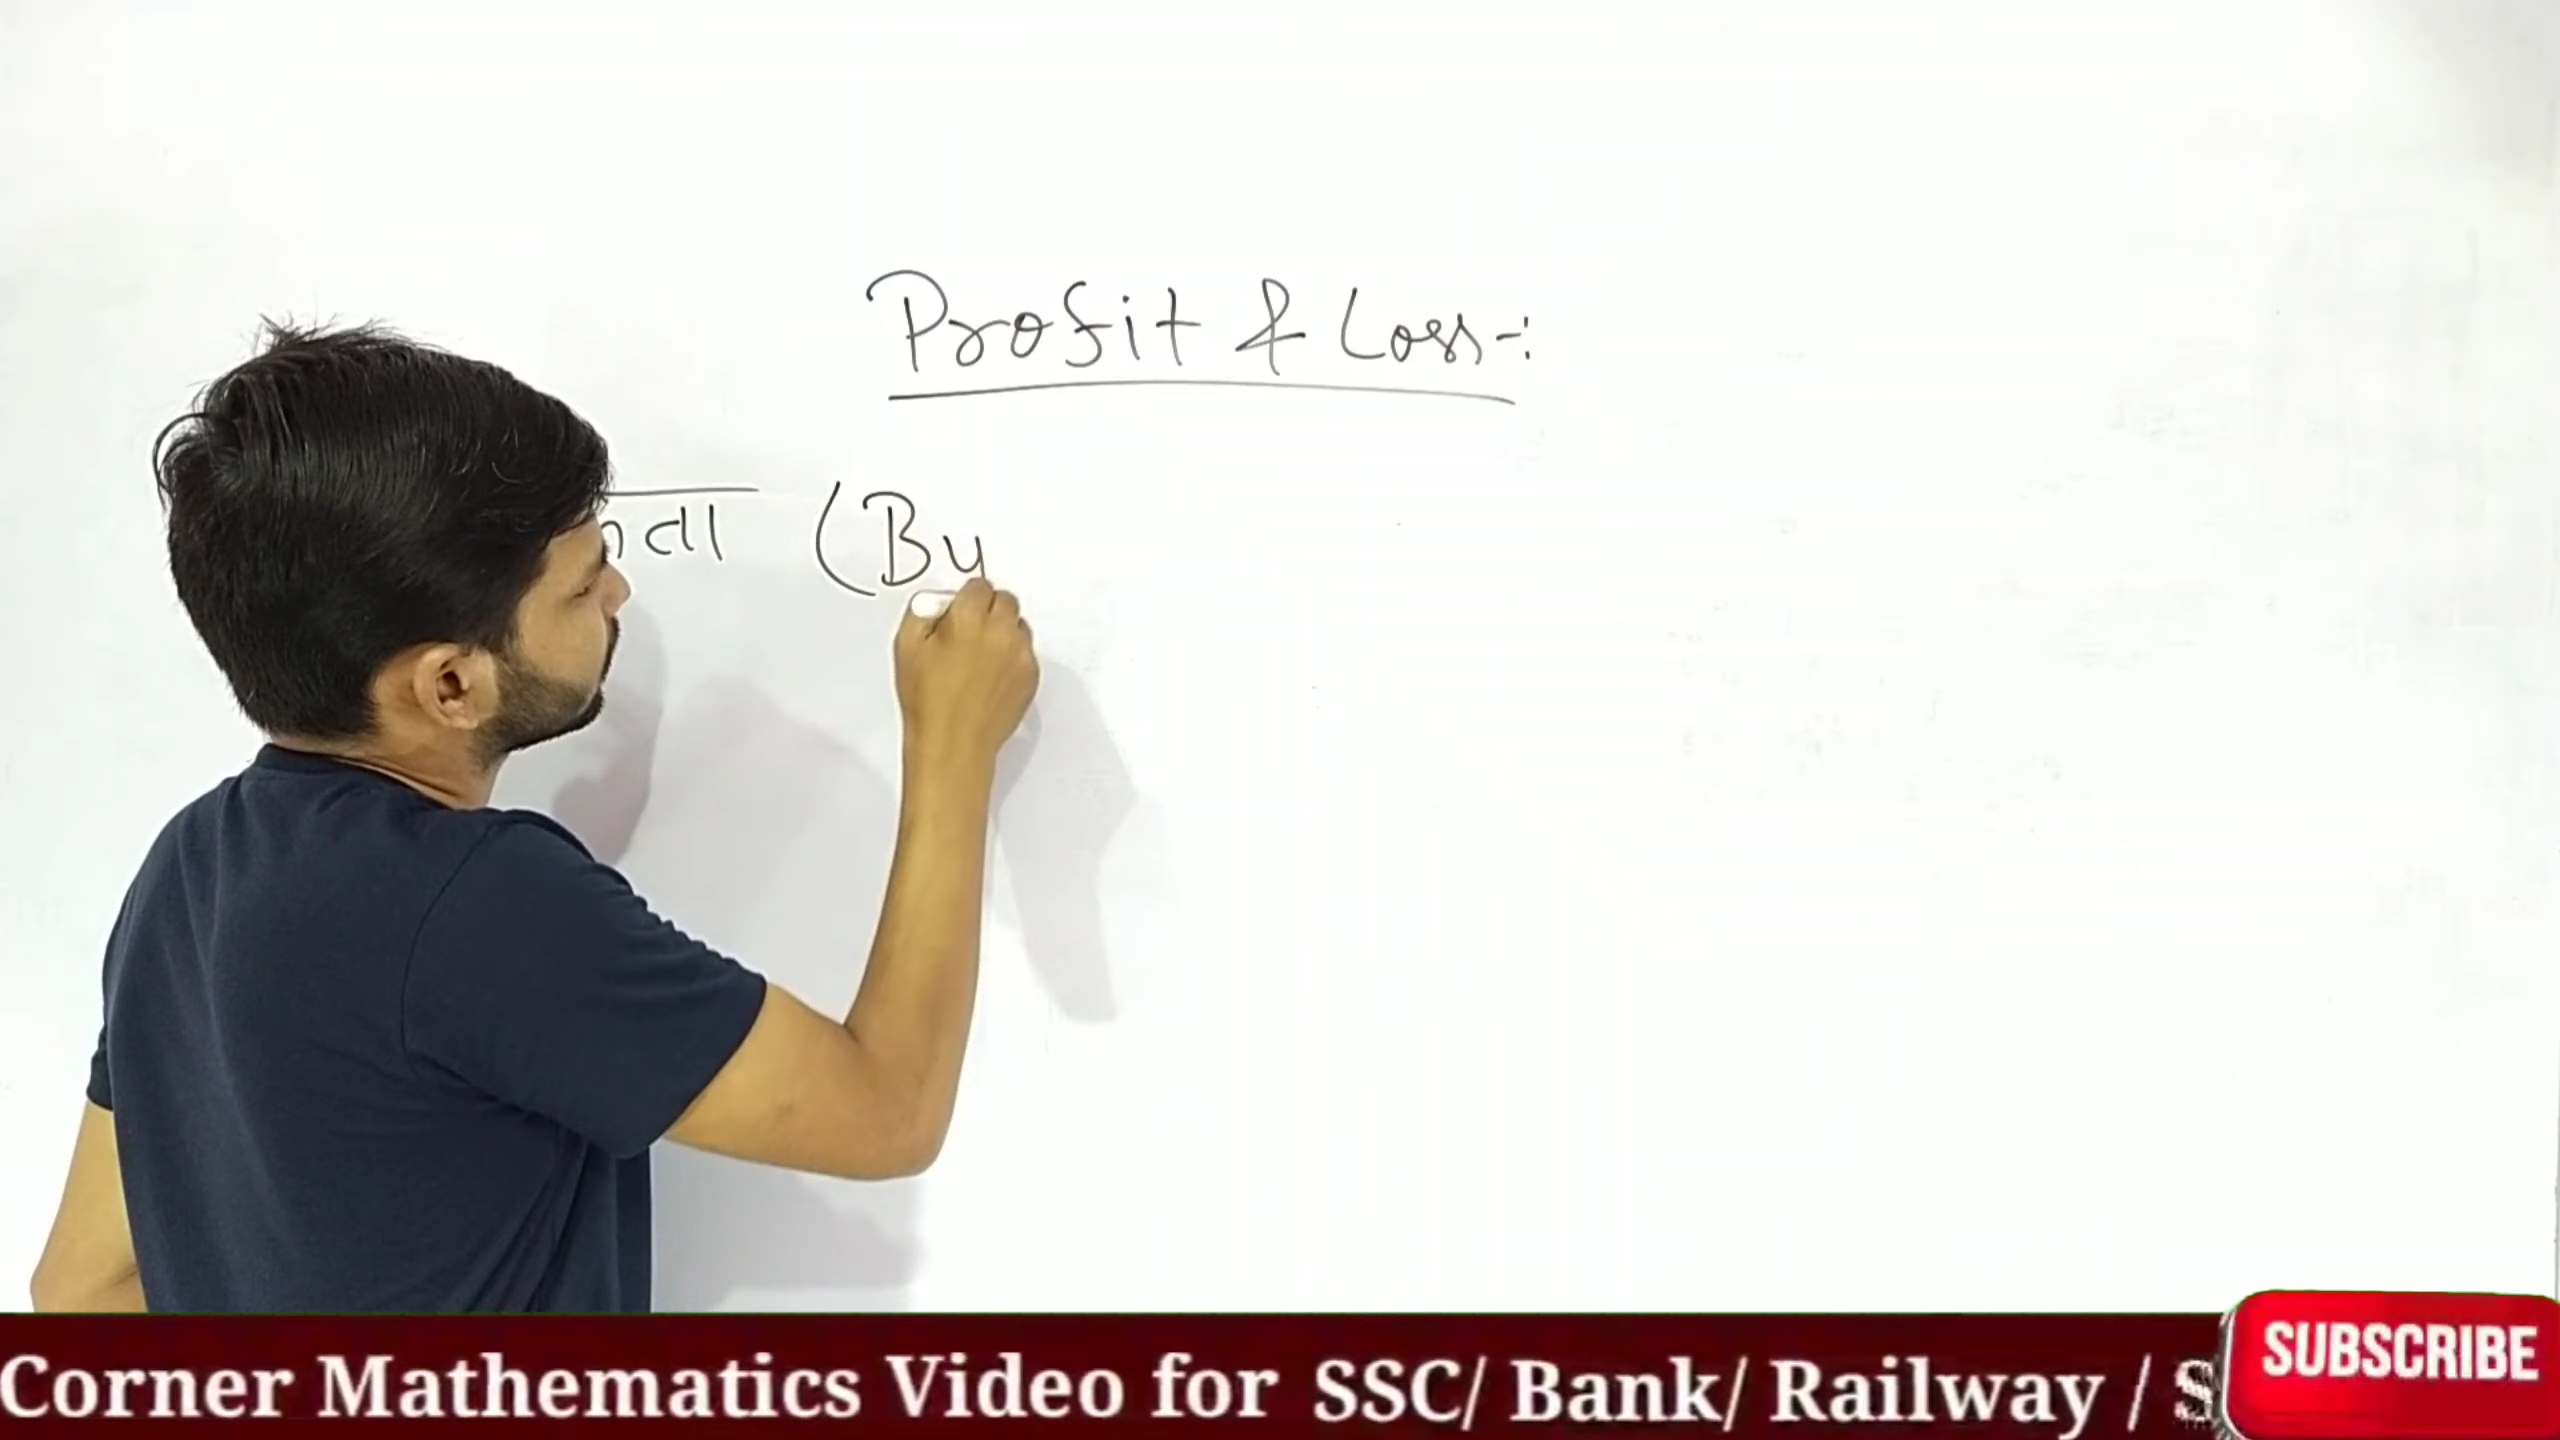 Profit & Loss-:
(By
Corner Mathematics Video for SSC/ Bank/ Railway / S
SUBSCRIBE